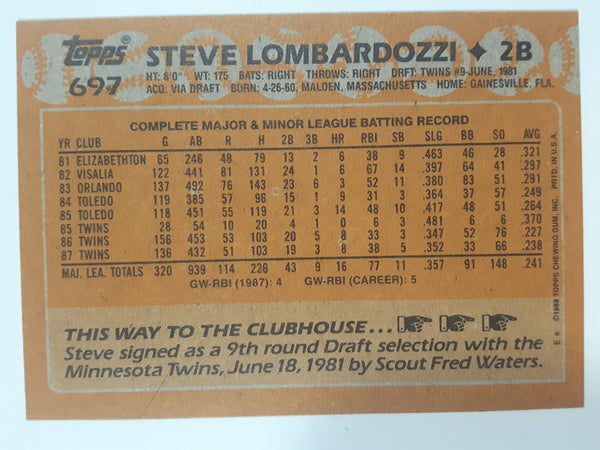 topps
697
STEVE LOMBARDOZZI ✦ 2B
HT: 6'0" WT: 175 BATS: RIGHT THROWS: RIGHT DRFT: TWINS #9-JUNE, 1981
ACQ: VIA DRAFT BORN: 4-26-60, MALDEN, MASSACHUSETTS HOME: GAINESVILLE, FLA.
COMPLETE MAJOR & MINOR LEAGUE BATTING RECORD
YR CLUB G AB R H 2B 3B HR RBI SB SLG BB SO AVG
81 ELIZABETHTON 65 246 48 79 13 2 6 38 9 .463 46 28 .321
82 VISALIA 122 441 81 131 24 1 6 67 14 .397 64 41 .297
83 ORLANDO 137 492 76 143 23 6 3 52 11 .380 83 51 .291
84 TOLEDO 119 385 57 96 15 1 9 31 3 .364 37 57 .249
85 TOLEDO 118 451 55 119 21 3 14 48 10 .417 51 53 .264
85 TWINS 28 54 10 20 4 1 0 6 3 .481 6 6 .370
86 TWINS 156 453 53 103 20 5 8 33 3 .347 52 76 .227
87 TWINS 136 432 51 103 19 3 8 38 5 .352 33 66 .238
MAJ. LEA. TOTALS 320 939 114 226 43 9 16 77 11 .357 91 148 .241
GW-RBI (1987): 4 GW-RBI (CAREER): 5
THIS WAY TO THE CLUBHOUSE...
Steve signed as a 9th round Draft selection with the
Minnesota Twins, June 18, 1981 by Scout Fred Waters.
E * ©1988 TOPPS CHEWING GUM, INC. PRTD. IN U.S.A.